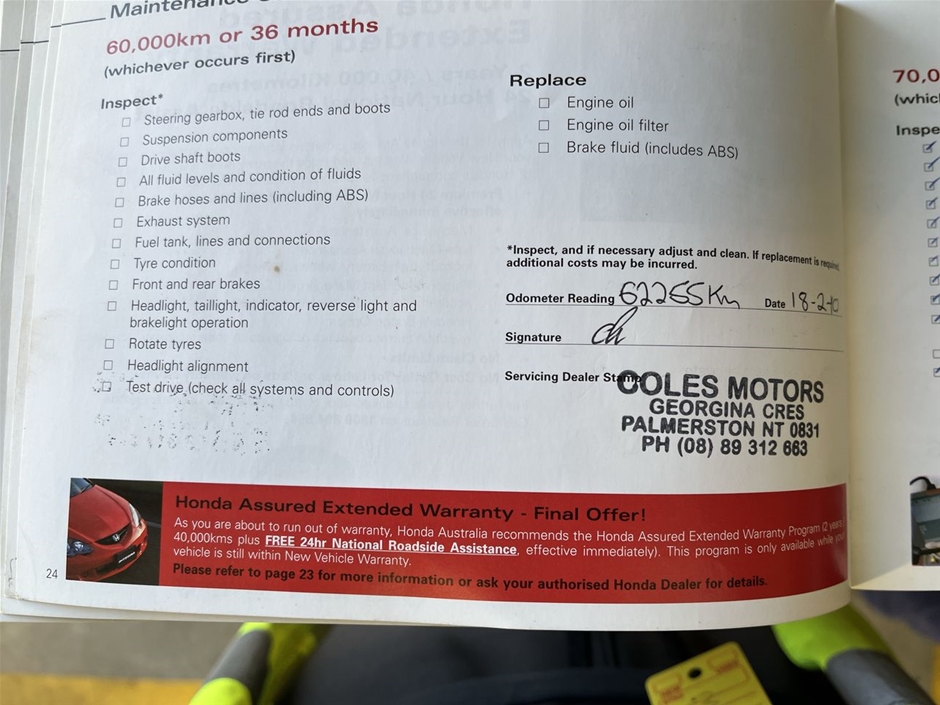 Maintenance
60,000km or 36 months
(whichever occurs first)
Inspect*
☐ Steering gearbox, tie rod ends and boots
☐ Suspension components
☐ Drive shaft boots
☐ All fluid levels and condition of fluids
☐ Brake hoses and lines (including ABS)
☐ Exhaust system
☐ Fuel tank, lines and connections
☐ Tyre condition
☐ Front and rear brakes
☐ Headlight, taillight, indicator, reverse light and
brakelight operation
☐ Rotate tyres
☐ Headlight alignment
☐ Test drive (check all systems and controls)
Replace
☐ Engine oil
☐ Engine oil filter
☐ Brake fluid (includes ABS)
*Inspect, and if necessary adjust and clean. If replacement is required,
additional costs may be incurred.
Odometer Reading 62255Km Date 18-2-10
Signature
Servicing Dealer Stamp
COLES MOTORS
GEORGINA CRES
PALMERSTON NT 0831
PH (08) 89 312 663
Honda Assured Extended Warranty - Final Offer!
As you are about to run out of warranty, Honda Australia recommends the Honda Assured Extended Warranty Program (2 years
40,000kms plus FREE 24hr National Roadside Assistance, effective immediately). This program is only available while your
vehicle is still within New Vehicle Warranty.
Please refer to page 23 for more information or ask your authorised Honda Dealer for details.
24
70,0
(whic
Inspe